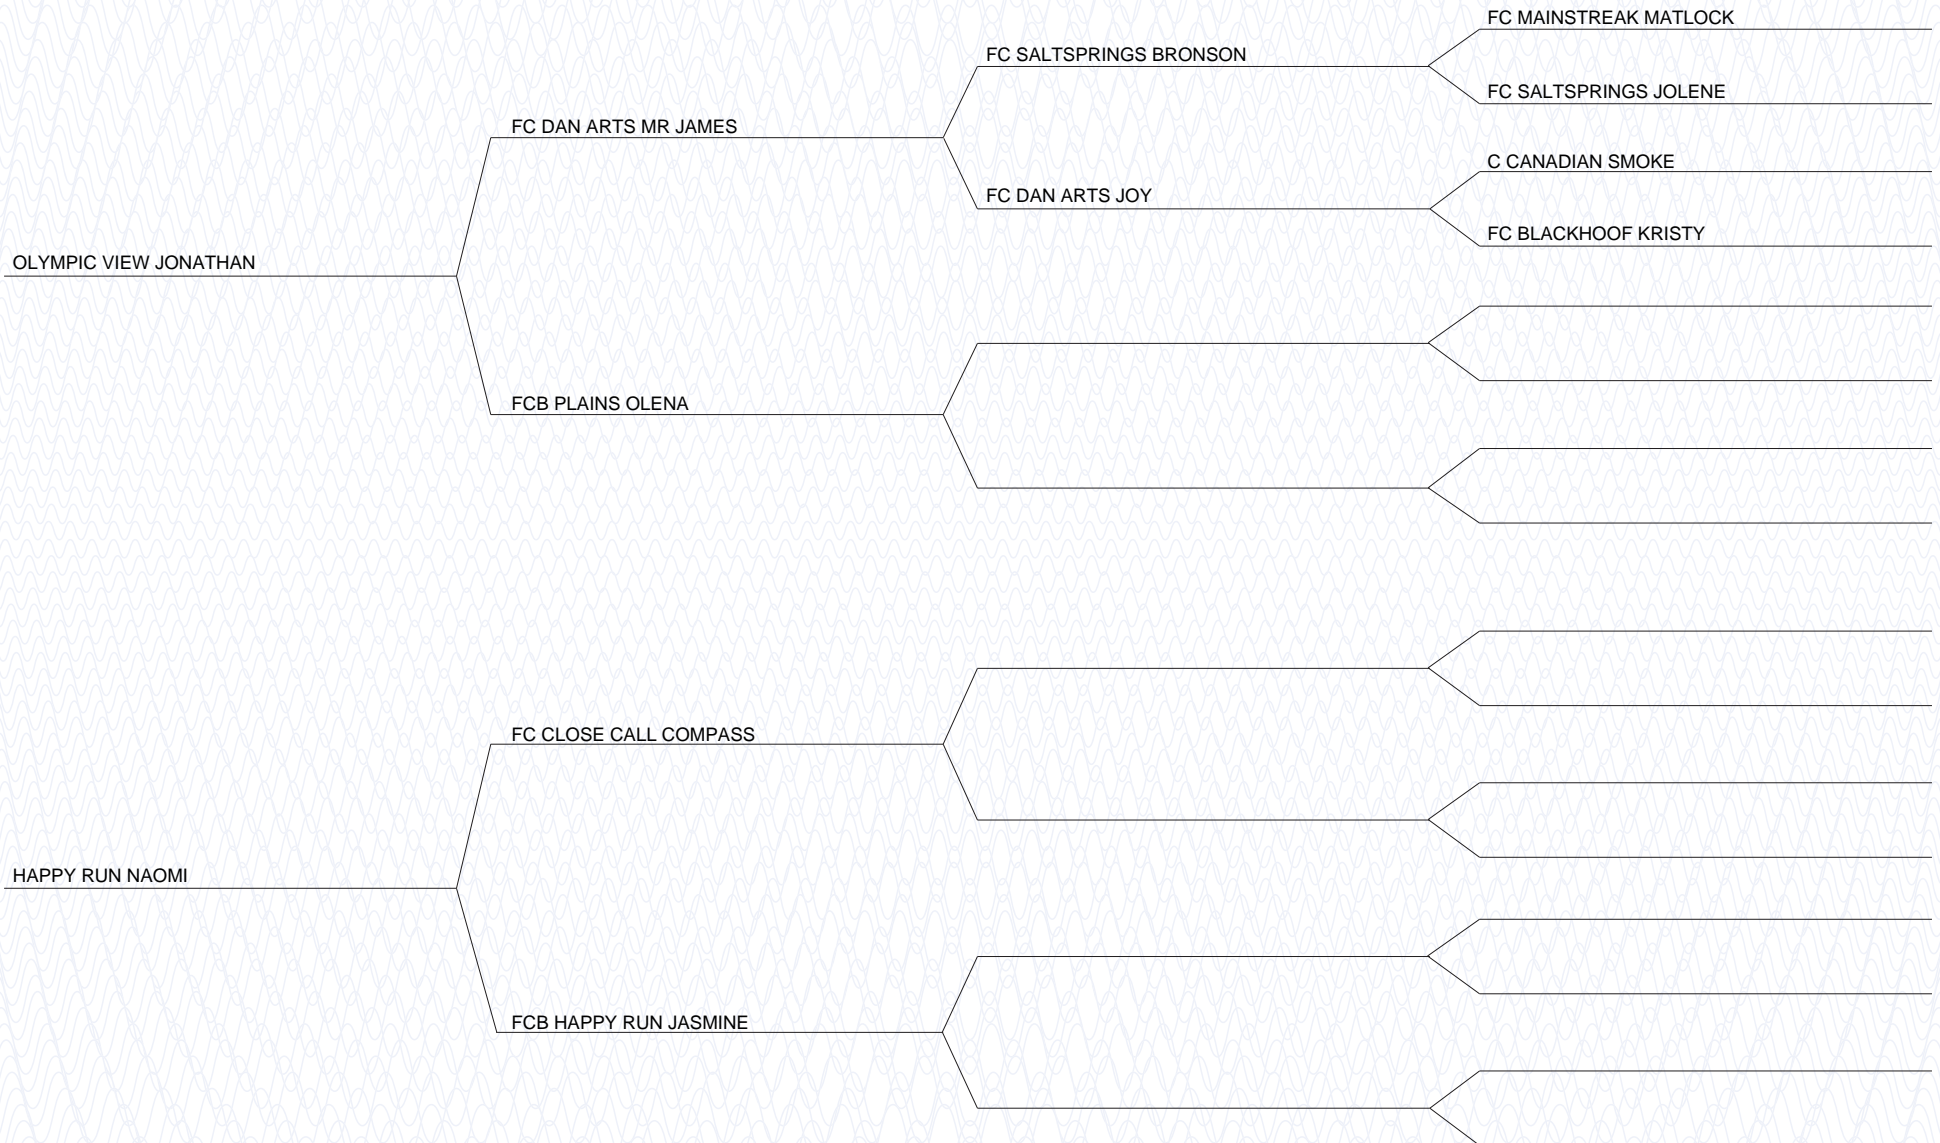 FC MAINSTREAK MATLOCK
FC SALTSPRINGS BRONSON
FC SALTSPRINGS JOLENE
FC DAN ARTS MR JAMES
C CANADIAN SMOKE
FC DAN ARTS JOY
FC BLACKHOOF KRISTY
OLYMPIC VIEW JONATHAN
FCB PLAINS OLENA
FC CLOSE CALL COMPASS
HAPPY RUN NAOMI
FCB HAPPY RUN JASMINE